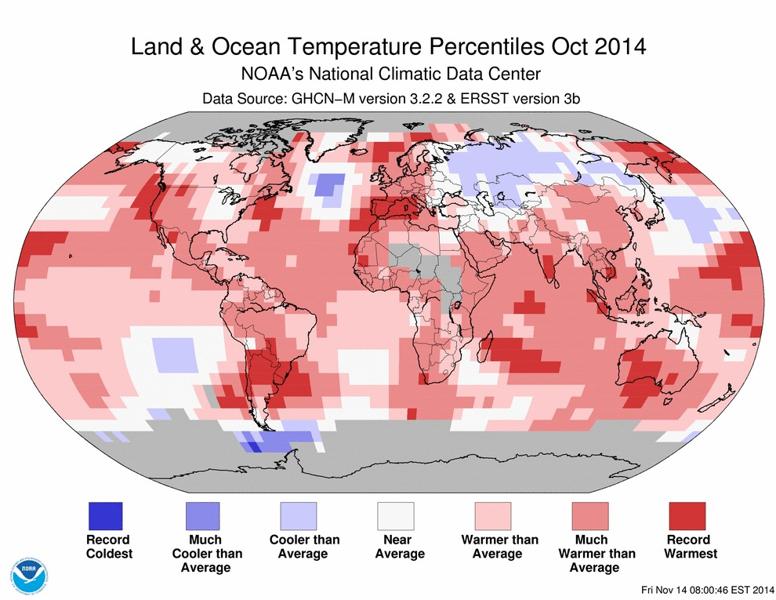 Land & Ocean Temperature Percentiles Oct 2014
NOAA's National Climatic Data Center
Data Source: GHCN–M version 3.2.2 & ERSST version 3b
Record
Coldest
Much
Cooler than
Average
Cooler than
Average
Near
Average
Warmer than
Average
Much
Warmer than
Average
Record
Warmest
NOAA
Fri Nov 14 08:00:46 EST 2014